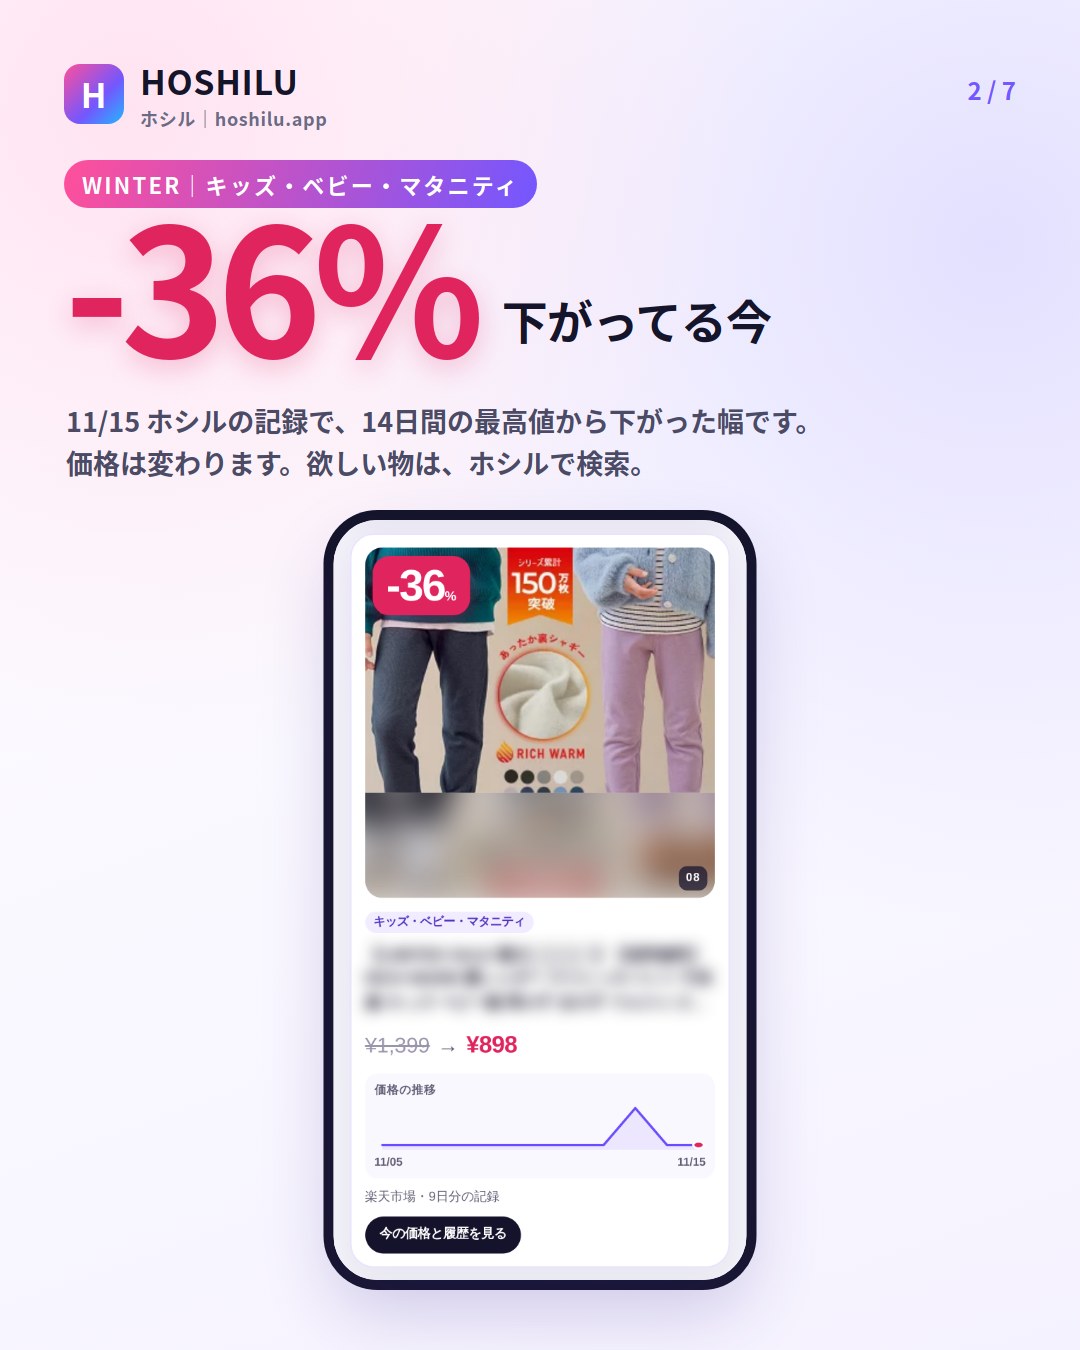 H
HOSHILU
ホシル｜hoshilu.app
2 / 7
WINTER｜キッズ・ベビー・マタニティ
-36%
下がってる今
11/15 ホシルの記録で、14日間の最高値から下がった幅です。
価格は変わります。欲しい物は、ホシルで検索。
-36%
シリーズ累計
150万枚
突破
あったか裏シャギー
RICH WARM
08
キッズ・ベビー・マタニティ
¥1,399 → ¥898
価格の推移
11/05
11/15
楽天市場・9日分の記録
今の価格と履歴を見る